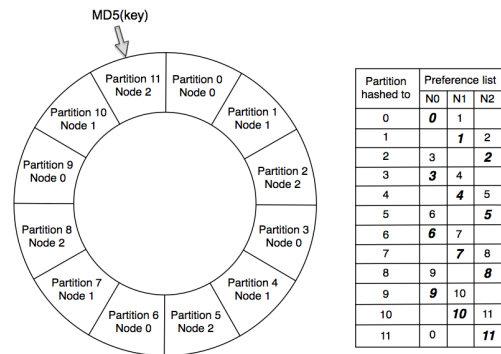 MD5(key)
Partition 11
Node 2
Partition 0
Node 0
Partition 10
Node 1
Partition 1
Node 1
Partition 9
Node 0
Partition 2
Node 2
Partition 8
Node 2
Partition 3
Node 0
Partition 7
Node 1
Partition 4
Node 1
Partition 6
Node 0
Partition 5
Node 2
Partition hashed to Preference list
N0 N1 N2
0 0 1
1 1 2
2 3 2
3 3 4
4 4 5
5 6 5
6 6 7
7 7 8
8 9 8
9 9 10
10 10 11
11 0 11